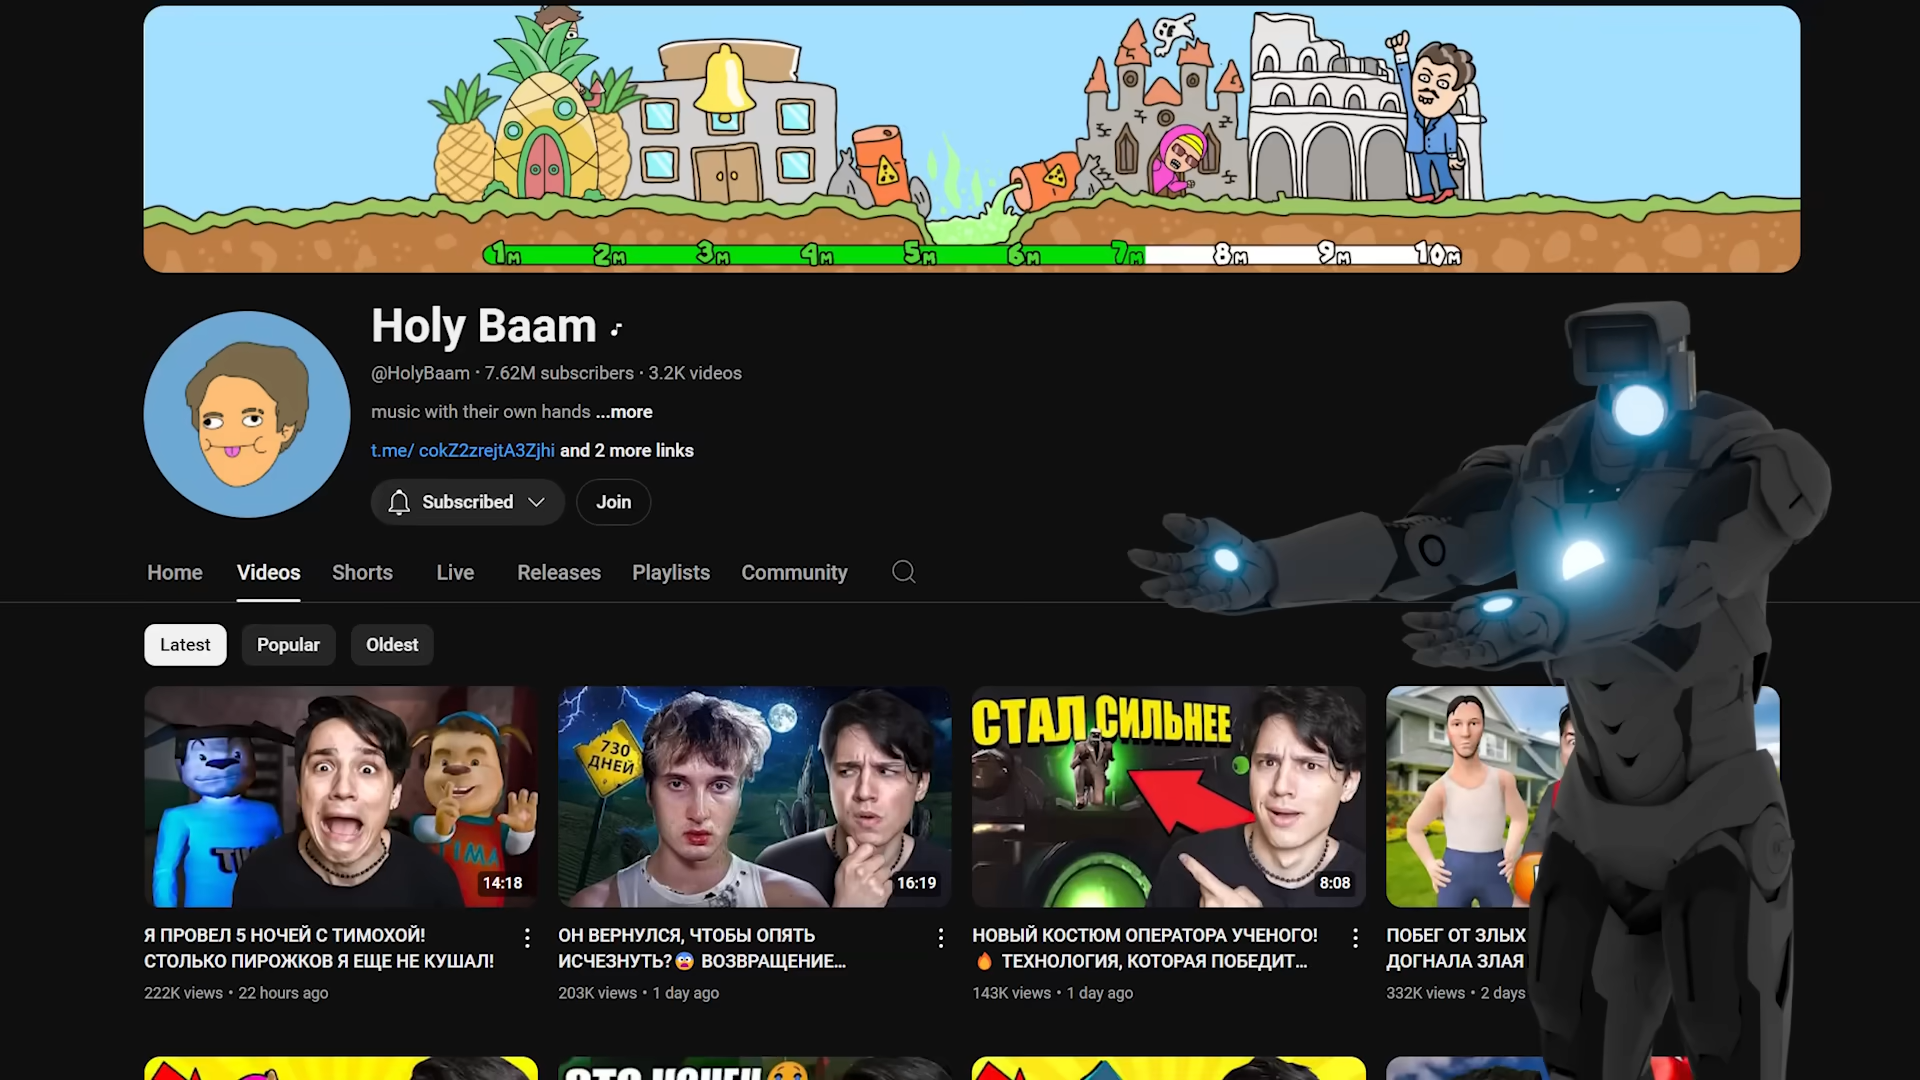 1M 2M 3M 4M 5M 6M 7M 8M 9M 10M
Holy Baam
@HolyBaam · 7.62M subscribers · 3.2K videos
music with their own hands ...more
t.me/ cokZ2zrejtA3Zjhi and 2 more links
Subscribed
Join
Home Videos Shorts Live Releases Playlists Community
Latest Popular Oldest
TIMA
14:18
730
ДНЕЙ
16:19
СТАЛ СИЛЬНЕЕ
8:08
Я ПРОВЕЛ 5 НОЧЕЙ С ТИМОХОЙ!
СТОЛЬКО ПИРОЖКОВ Я ЕЩЕ НЕ КУШАЛ!
222K views • 22 hours ago
ОН ВЕРНУЛСЯ, ЧТОБЫ ОПЯТЬ
ИСЧЕЗНУТЬ?😨 ВОЗВРАЩЕНИЕ...
203K views • 1 day ago
НОВЫЙ КОСТЮМ ОПЕРАТОРА УЧЕНОГО!
🔥 ТЕХНОЛОГИЯ, КОТОРАЯ ПОБЕДИТ...
143K views • 1 day ago
ПОБЕГ ОТ ЗЛЫХ
ДОГНАЛА ЗЛАЯ
332K views • 2 days